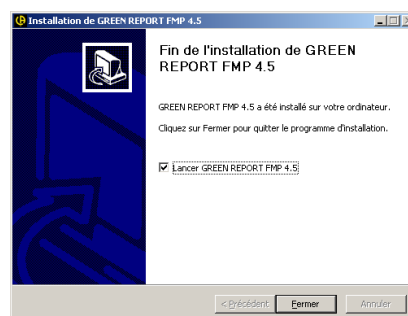 Installation de GREEN REPORT FMP 4.5
Fin de l'installation de GREEN
REPORT FMP 4.5
GREEN REPORT FMP 4.5 a été installé sur votre ordinateur.
Cliquez sur Fermer pour quitter le programme d'installation.
Lancer GREEN REPORT FMP 4.5
< Précédent
Fermer
Annuler